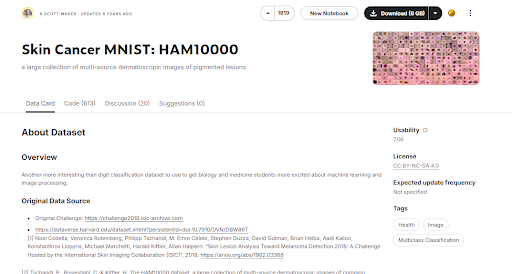 K SCOTT MADER · UPDATED 8 YEARS AGO
1819
New Notebook
Download (6 GB)
Skin Cancer MNIST: HAM10000
a large collection of multi-source dermatoscopic images of pigmented lesions
Data Card
Code (613)
Discussion (20)
Suggestions (0)
About Dataset
Overview
Another more interesting than digit classification dataset to use to get biology and medicine students more excited about machine learning and
image processing.
Original Data Source
• Original Challenge: https://challenge2018.isic-archive.com
• https://dataverse.harvard.edu/dataset.xhtml?persistentId=doi:10.7910/DVN/DBW86T
[1] Noel Codella, Veronica Rotemberg, Philipp Tschandl, M. Emre Celebi, Stephen Dusza, David Gutman, Brian Helba, Aadi Kalloo,
Konstantinos Liopyris, Michael Marchetti, Harald Kittler, Allan Halpern: "Skin Lesion Analysis Toward Melanoma Detection 2018: A Challenge
Hosted by the International Skin Imaging Collaboration (ISIC)", 2018; https://arxiv.org/abs/1902.03368
[2] Tschandl, P., Rosendahl, C. & Kittler, H. The HAM10000 dataset, a large collection of multi-source dermatoscopic images of common
Usability
7.06
License
CC BY-NC-SA 4.0
Expected update frequency
Not specified
Tags
Health
Image
Multiclass Classification